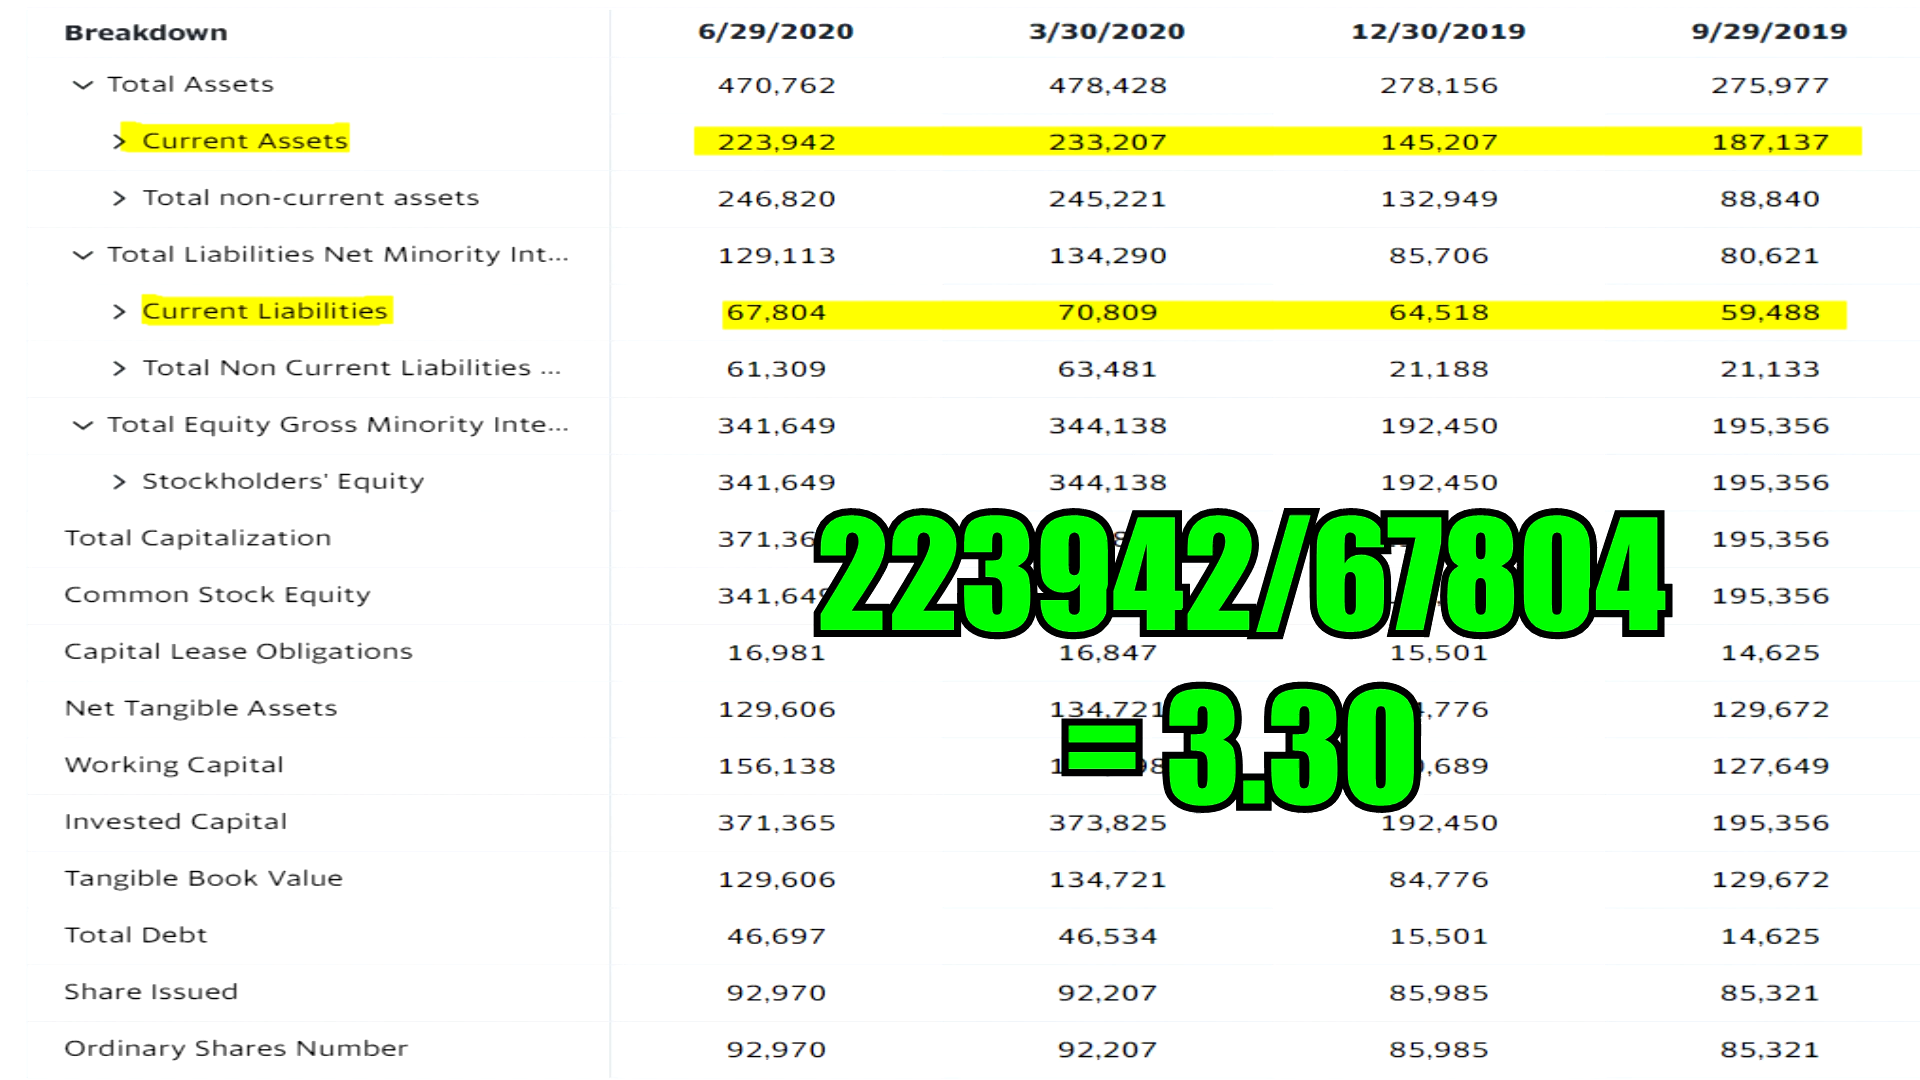 Breakdown 6/29/2020 3/30/2020 12/30/2019 9/29/2019
Total Assets 470,762 478,428 278,156 275,977
Current Assets 223,942 233,207 145,207 187,137
Total non-current assets 246,820 245,221 132,949 88,840
Total Liabilities Net Minority Int... 129,113 134,290 85,706 80,621
Current Liabilities 67,804 70,809 64,518 59,488
Total Non Current Liabilities ... 61,309 63,481 21,188 21,133
Total Equity Gross Minority Inte... 341,649 344,138 192,450 195,356
Stockholders' Equity 341,649 344,138 192,450 195,356
Total Capitalization 195,356
223942/67804
Common Stock Equity 195,356
Capital Lease Obligations 16,981 16,847 15,501 14,625
Net Tangible Assets 129,606 134,721 129,672
= 3.30
Working Capital 156,138 127,649
Invested Capital 371,365 373,825 192,450 195,356
Tangible Book Value 129,606 134,721 84,776 129,672
Total Debt 46,697 46,534 15,501 14,625
Share Issued 92,970 92,207 85,985 85,321
Ordinary Shares Number 92,970 92,207 85,985 85,321